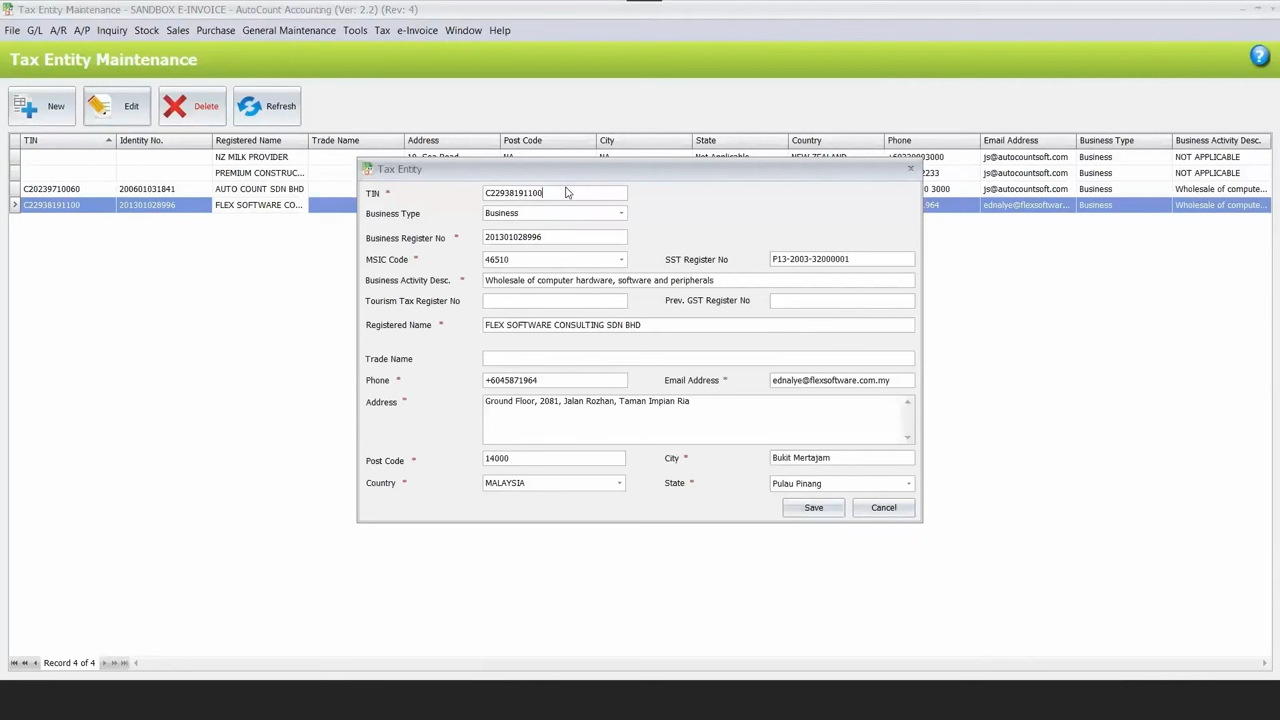 Tax Entity Maintenance - SANDBOX E-INVOICE - AutoCount Accounting (Ver: 2.2) (Rev: 4)
File G/L A/R A/P Inquiry Stock Sales Purchase General Maintenance Tools Tax e-Invoice Window Help
Tax Entity Maintenance
New Edit Delete Refresh
TIN Identity No. Registered Name Trade Name Address Post Code City State Country Phone Email Address Business Type Business Activity Desc.
NZ MILK PROVIDER js@autocountsoft.com Business NOT APPLICABLE
PREMIUM CONSTRUC... 2233 js@autocountsoft.com Business NOT APPLICABLE
C20239710060 200601031841 AUTO COUNT SDN BHD 0 3000 js@autocountsoft.com Business Wholesale of compute...
C22938191100 201301028996 FLEX SOFTWARE CO... 964 ednalye@flexsoftwar... Business Wholesale of compute...
Tax Entity
TIN * C22938191100
Business Type Business
Business Register No * 201301028996
MSIC Code * 46510 SST Register No P13-2003-32000001
Business Activity Desc. * Wholesale of computer hardware, software and peripherals
Tourism Tax Register No Prev. GST Register No
Registered Name * FLEX SOFTWARE CONSULTING SDN BHD
Trade Name
Phone * +6045871964 Email Address * ednalye@flexsoftware.com.my
Address * Ground Floor, 2081, Jalan Rozhan, Taman Impian Ria
Post Code * 14000 City * Bukit Mertajam
Country * MALAYSIA State * Pulau Pinang
Save Cancel
Record 4 of 4